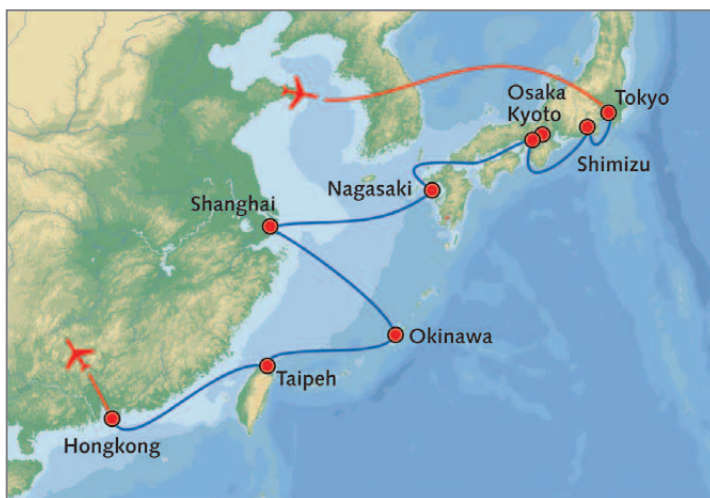 Osaka
Kyoto
Tokyo
Shimizu
Nagasaki
Shanghai
Okinawa
Taipeh
Hongkong